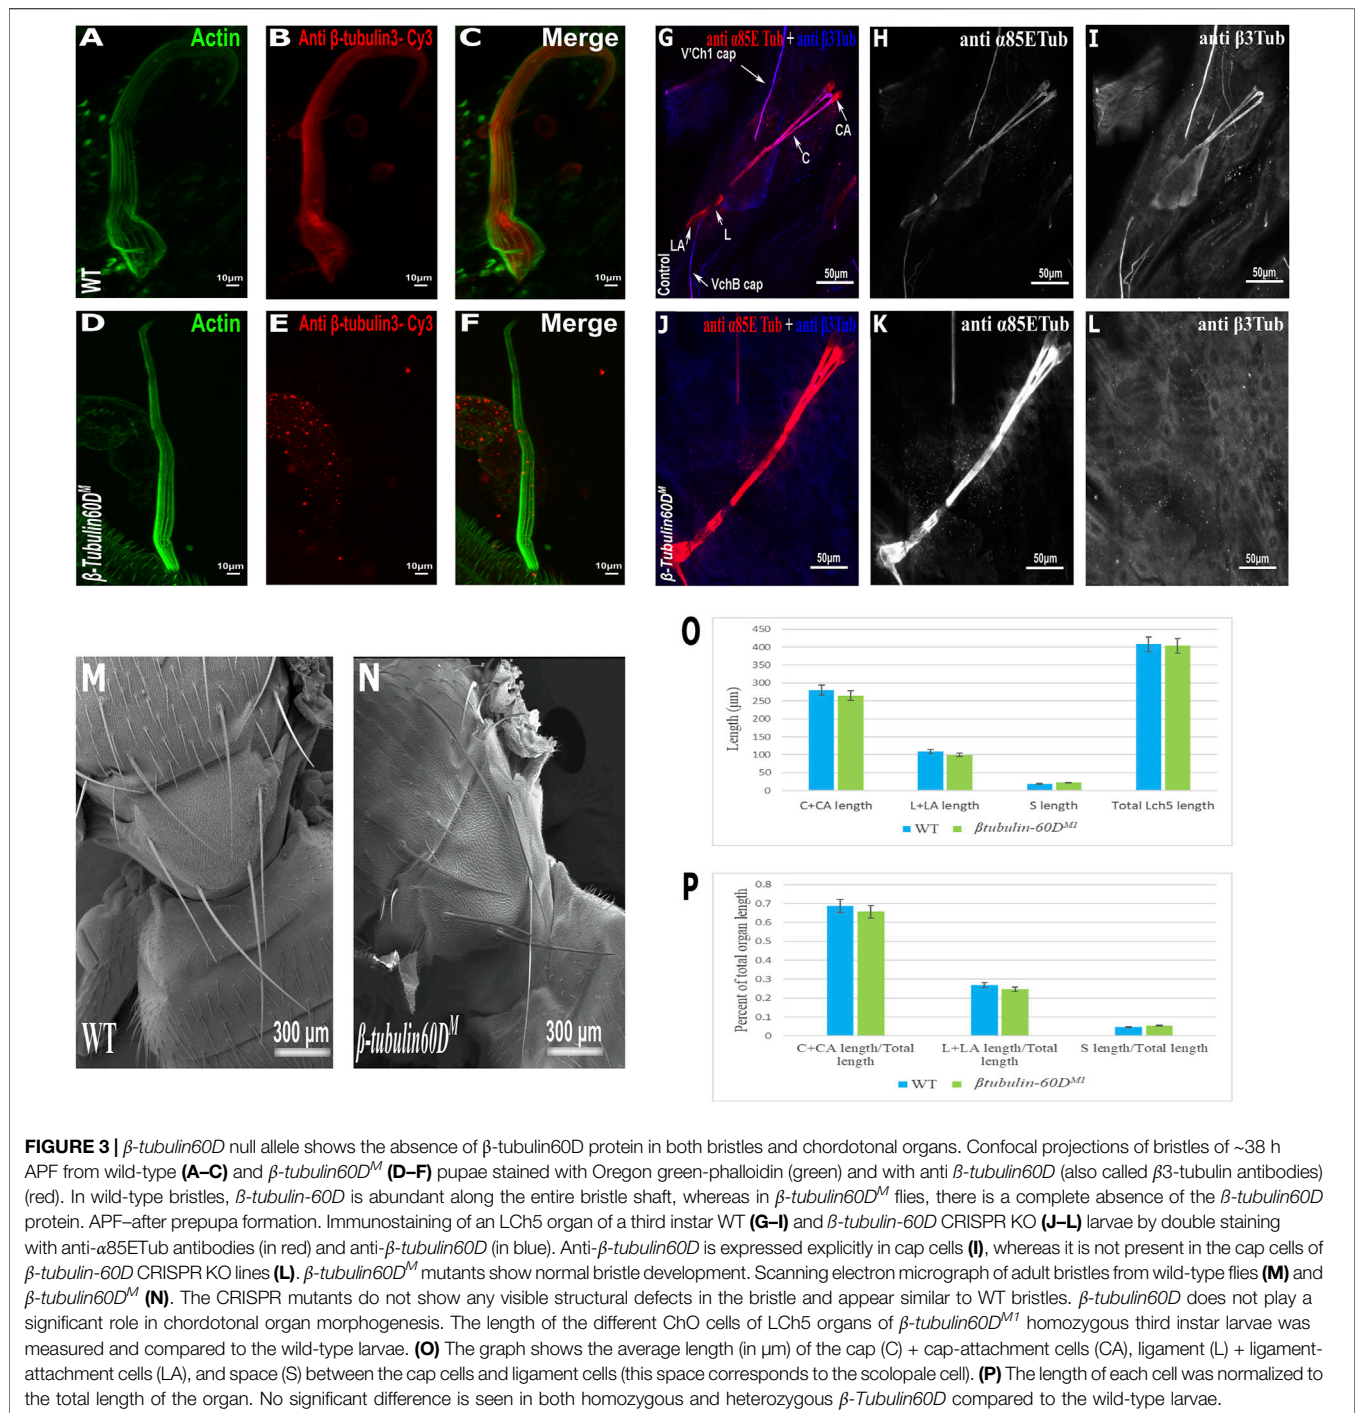 A Actin
WT
10µm
B Anti β-tubulin3- Cy3
10µm
C Merge
10µm
D Actin
β-Tubulin60D^M
10µm
E Anti β-tubulin3- Cy3
10µm
F Merge
10µm
G anti α85E Tub + anti β3Tub
V'Ch1 cap
CA
C
L
LA
VchB cap
Control
50µm
H anti α85ETub
50µm
I anti β3Tub
50µm
J anti α85E Tub + anti β3Tub
β-Tubulin60D^M
50µm
K anti α85ETub
50µm
L anti β3Tub
50µm
M
WT
300 µm
N
β-tubulin60D^M
300 µm
O
Length (µm)
450
400
350
300
250
200
150
100
50
0
C+CA length L+LA length S length Total Lch5 length
WT βtubulin-60D^M1
P
Percent of total organ length
0.8
0.7
0.6
0.5
0.4
0.3
0.2
0.1
0
C+CA length/Total length L+LA length/Total length S length/Total length
WT βtubulin-60D^M1
FIGURE 3 | β-tubulin60D null allele shows the absence of β-tubulin60D protein in both bristles and chordotonal organs. Confocal projections of bristles of ~38 h
APF from wild-type (A–C) and β-tubulin60D^M (D–F) pupae stained with Oregon green-phalloidin (green) and with anti ß-tubulin60D (also called β3-tubulin antibodies)
(red). In wild-type bristles, ß-tubulin-60D is abundant along the entire bristle shaft, whereas in β-tubulin60D^M flies, there is a complete absence of the ß-tubulin60D
protein. APF–after prepupa formation. Immunostaining of an LCh5 organ of a third instar WT (G–I) and ß-tubulin-60D CRISPR KO (J–L) larvae by double staining
with anti-α85ETub antibodies (in red) and anti-β-tubulin60D (in blue). Anti-β-tubulin60D is expressed explicitly in cap cells (I), whereas it is not present in the cap cells of
β-tubulin-60D CRISPR KO lines (L). β-tubulin60D^M mutants show normal bristle development. Scanning electron micrograph of adult bristles from wild-type flies (M) and
β-tubulin60D^M (N). The CRISPR mutants do not show any visible structural defects in the bristle and appear similar to WT bristles. β-tubulin60D does not play a
significant role in chordotonal organ morphogenesis. The length of the different ChO cells of LCh5 organs of β-tubulin60D^M1 homozygous third instar larvae was
measured and compared to the wild-type larvae. (O) The graph shows the average length (in µm) of the cap (C) + cap-attachment cells (CA), ligament (L) + ligament-
attachment cells (LA), and space (S) between the cap cells and ligament cells (this space corresponds to the scolopale cell). (P) The length of each cell was normalized to
the total length of the organ. No significant difference is seen in both homozygous and heterozygous β-Tubulin60D compared to the wild-type larvae.